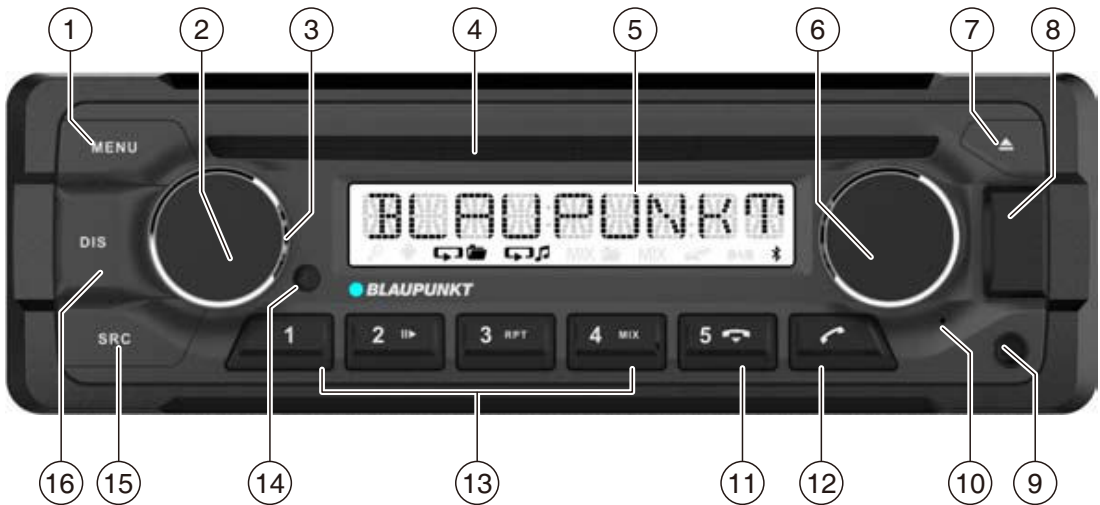 1 2 3 4 5 6 7 8
MENU
BLAUPUNKT
DIS
MIX MIX DAB
BLAUPUNKT
SRC
1 2 3 RPT 4 MIX 5
16 15 14 13 11 12 10 9